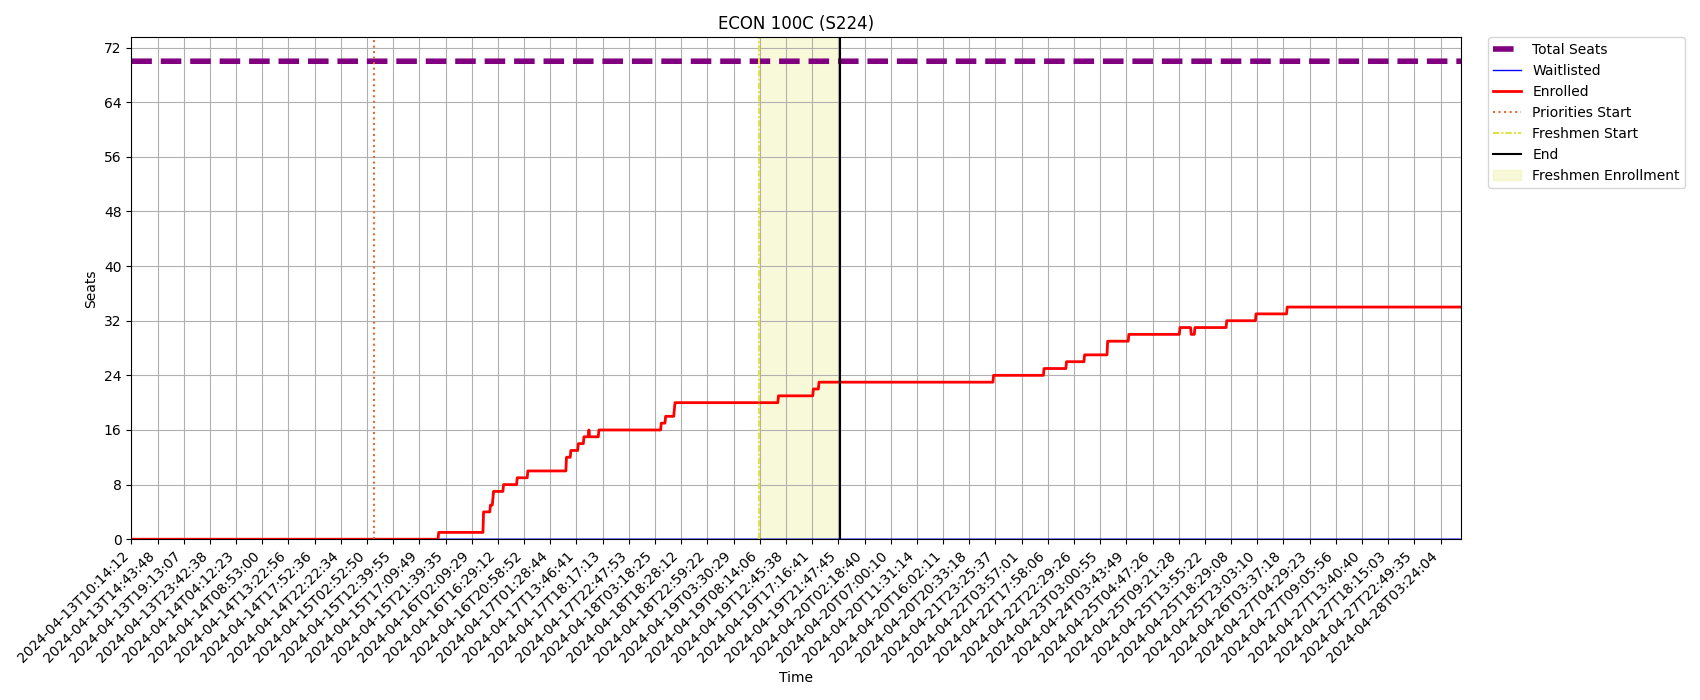 ECON 100C (S224)
Total Seats
Waitlisted
Enrolled
Priorities Start
Freshmen Start
End
Freshmen Enrollment
Seats
72
64
56
48
40
32
24
16
8
0
2024-04-13T10:14:12
2024-04-13T14:43:48
2024-04-13T19:13:07
2024-04-13T23:42:38
2024-04-14T04:12:23
2024-04-14T08:53:00
2024-04-14T13:22:56
2024-04-14T17:52:36
2024-04-14T22:22:34
2024-04-15T02:52:50
2024-04-15T12:39:55
2024-04-15T17:09:49
2024-04-15T21:39:35
2024-04-16T02:09:29
2024-04-16T16:29:12
2024-04-16T20:58:52
2024-04-17T01:28:44
2024-04-17T13:46:41
2024-04-17T18:17:13
2024-04-17T22:47:53
2024-04-18T03:18:25
2024-04-18T18:28:12
2024-04-18T22:59:22
2024-04-19T03:30:29
2024-04-19T08:14:06
2024-04-19T12:45:38
2024-04-19T17:16:41
2024-04-19T21:47:45
2024-04-20T02:18:40
2024-04-20T07:00:10
2024-04-20T11:31:14
2024-04-20T16:02:11
2024-04-20T20:33:18
2024-04-21T23:25:37
2024-04-22T03:57:01
2024-04-22T17:58:06
2024-04-22T22:29:26
2024-04-23T03:00:55
2024-04-24T03:43:49
2024-04-25T04:47:26
2024-04-25T09:21:28
2024-04-25T13:55:22
2024-04-25T18:29:08
2024-04-25T23:03:10
2024-04-26T03:37:18
2024-04-27T04:29:23
2024-04-27T09:05:56
2024-04-27T13:40:40
2024-04-27T18:15:03
2024-04-27T22:49:35
2024-04-28T03:24:04
Time